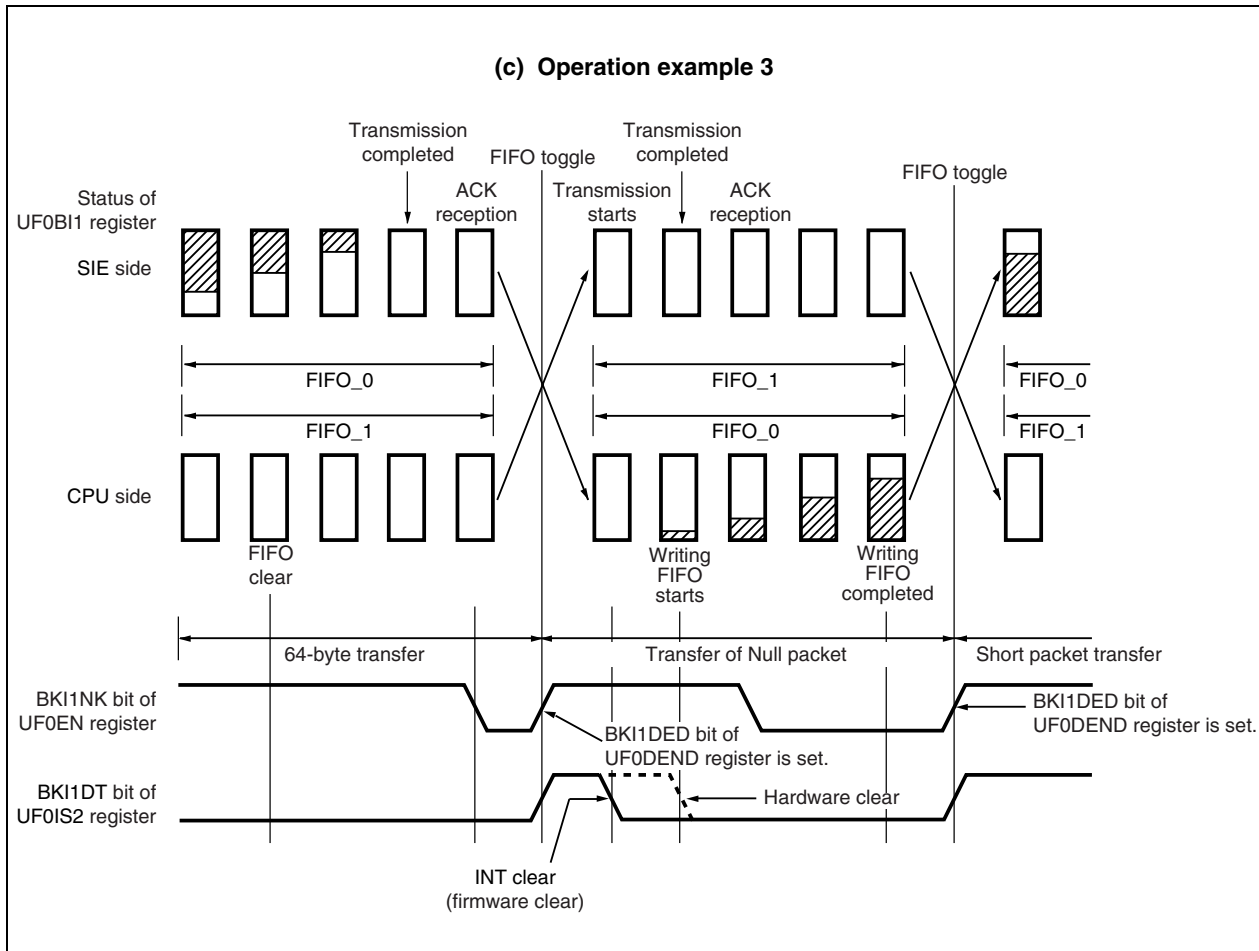 (c) Operation example 3
Transmission
completed
FIFO toggle
Transmission
completed
FIFO toggle
Status of
UF0BI1 register
ACK
reception
Transmission
starts
ACK
reception
SIE side
FIFO_0
FIFO_1
FIFO_0
FIFO_1
FIFO_0
FIFO_1
CPU side
FIFO
clear
Writing
FIFO
starts
Writing
FIFO
completed
64-byte transfer
Transfer of Null packet
Short packet transfer
BKI1NK bit of
UF0EN register
BKI1DED bit of
UF0DEND register is set.
BKI1DED bit of
UF0DEND register is set.
BKI1DT bit of
UF0IS2 register
Hardware clear
INT clear
(firmware clear)